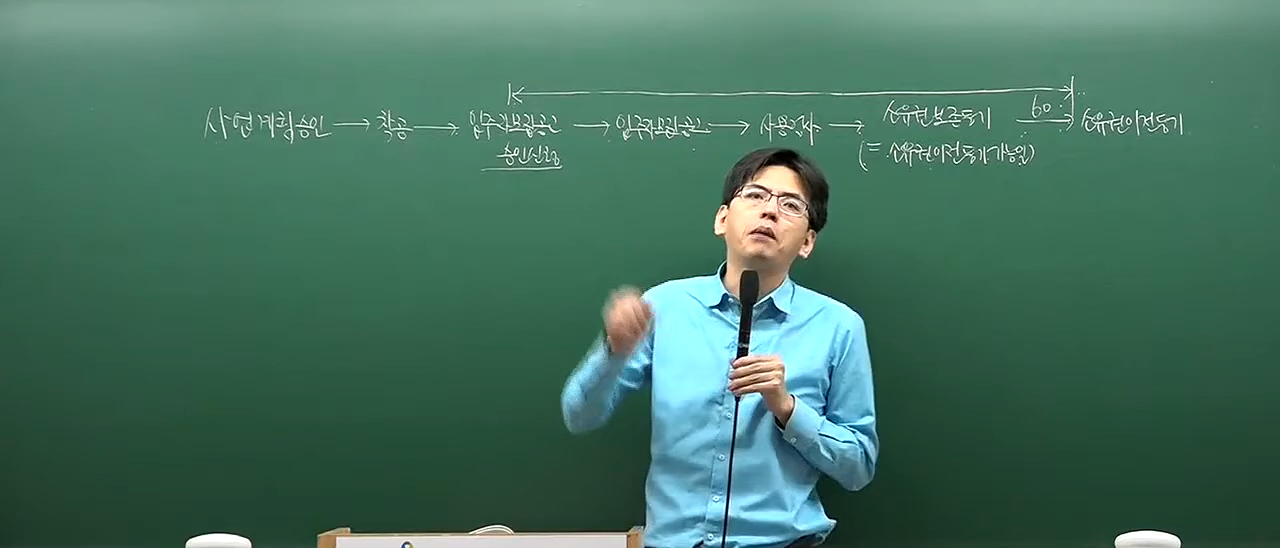 사업계획승인 → 착공 → 입주자모집공고 → 입주자모집공고 → 사용검사 → 소유권보존등기 60 → 소유권이전등기
승인신청 (= 소유권이전등기가능일)